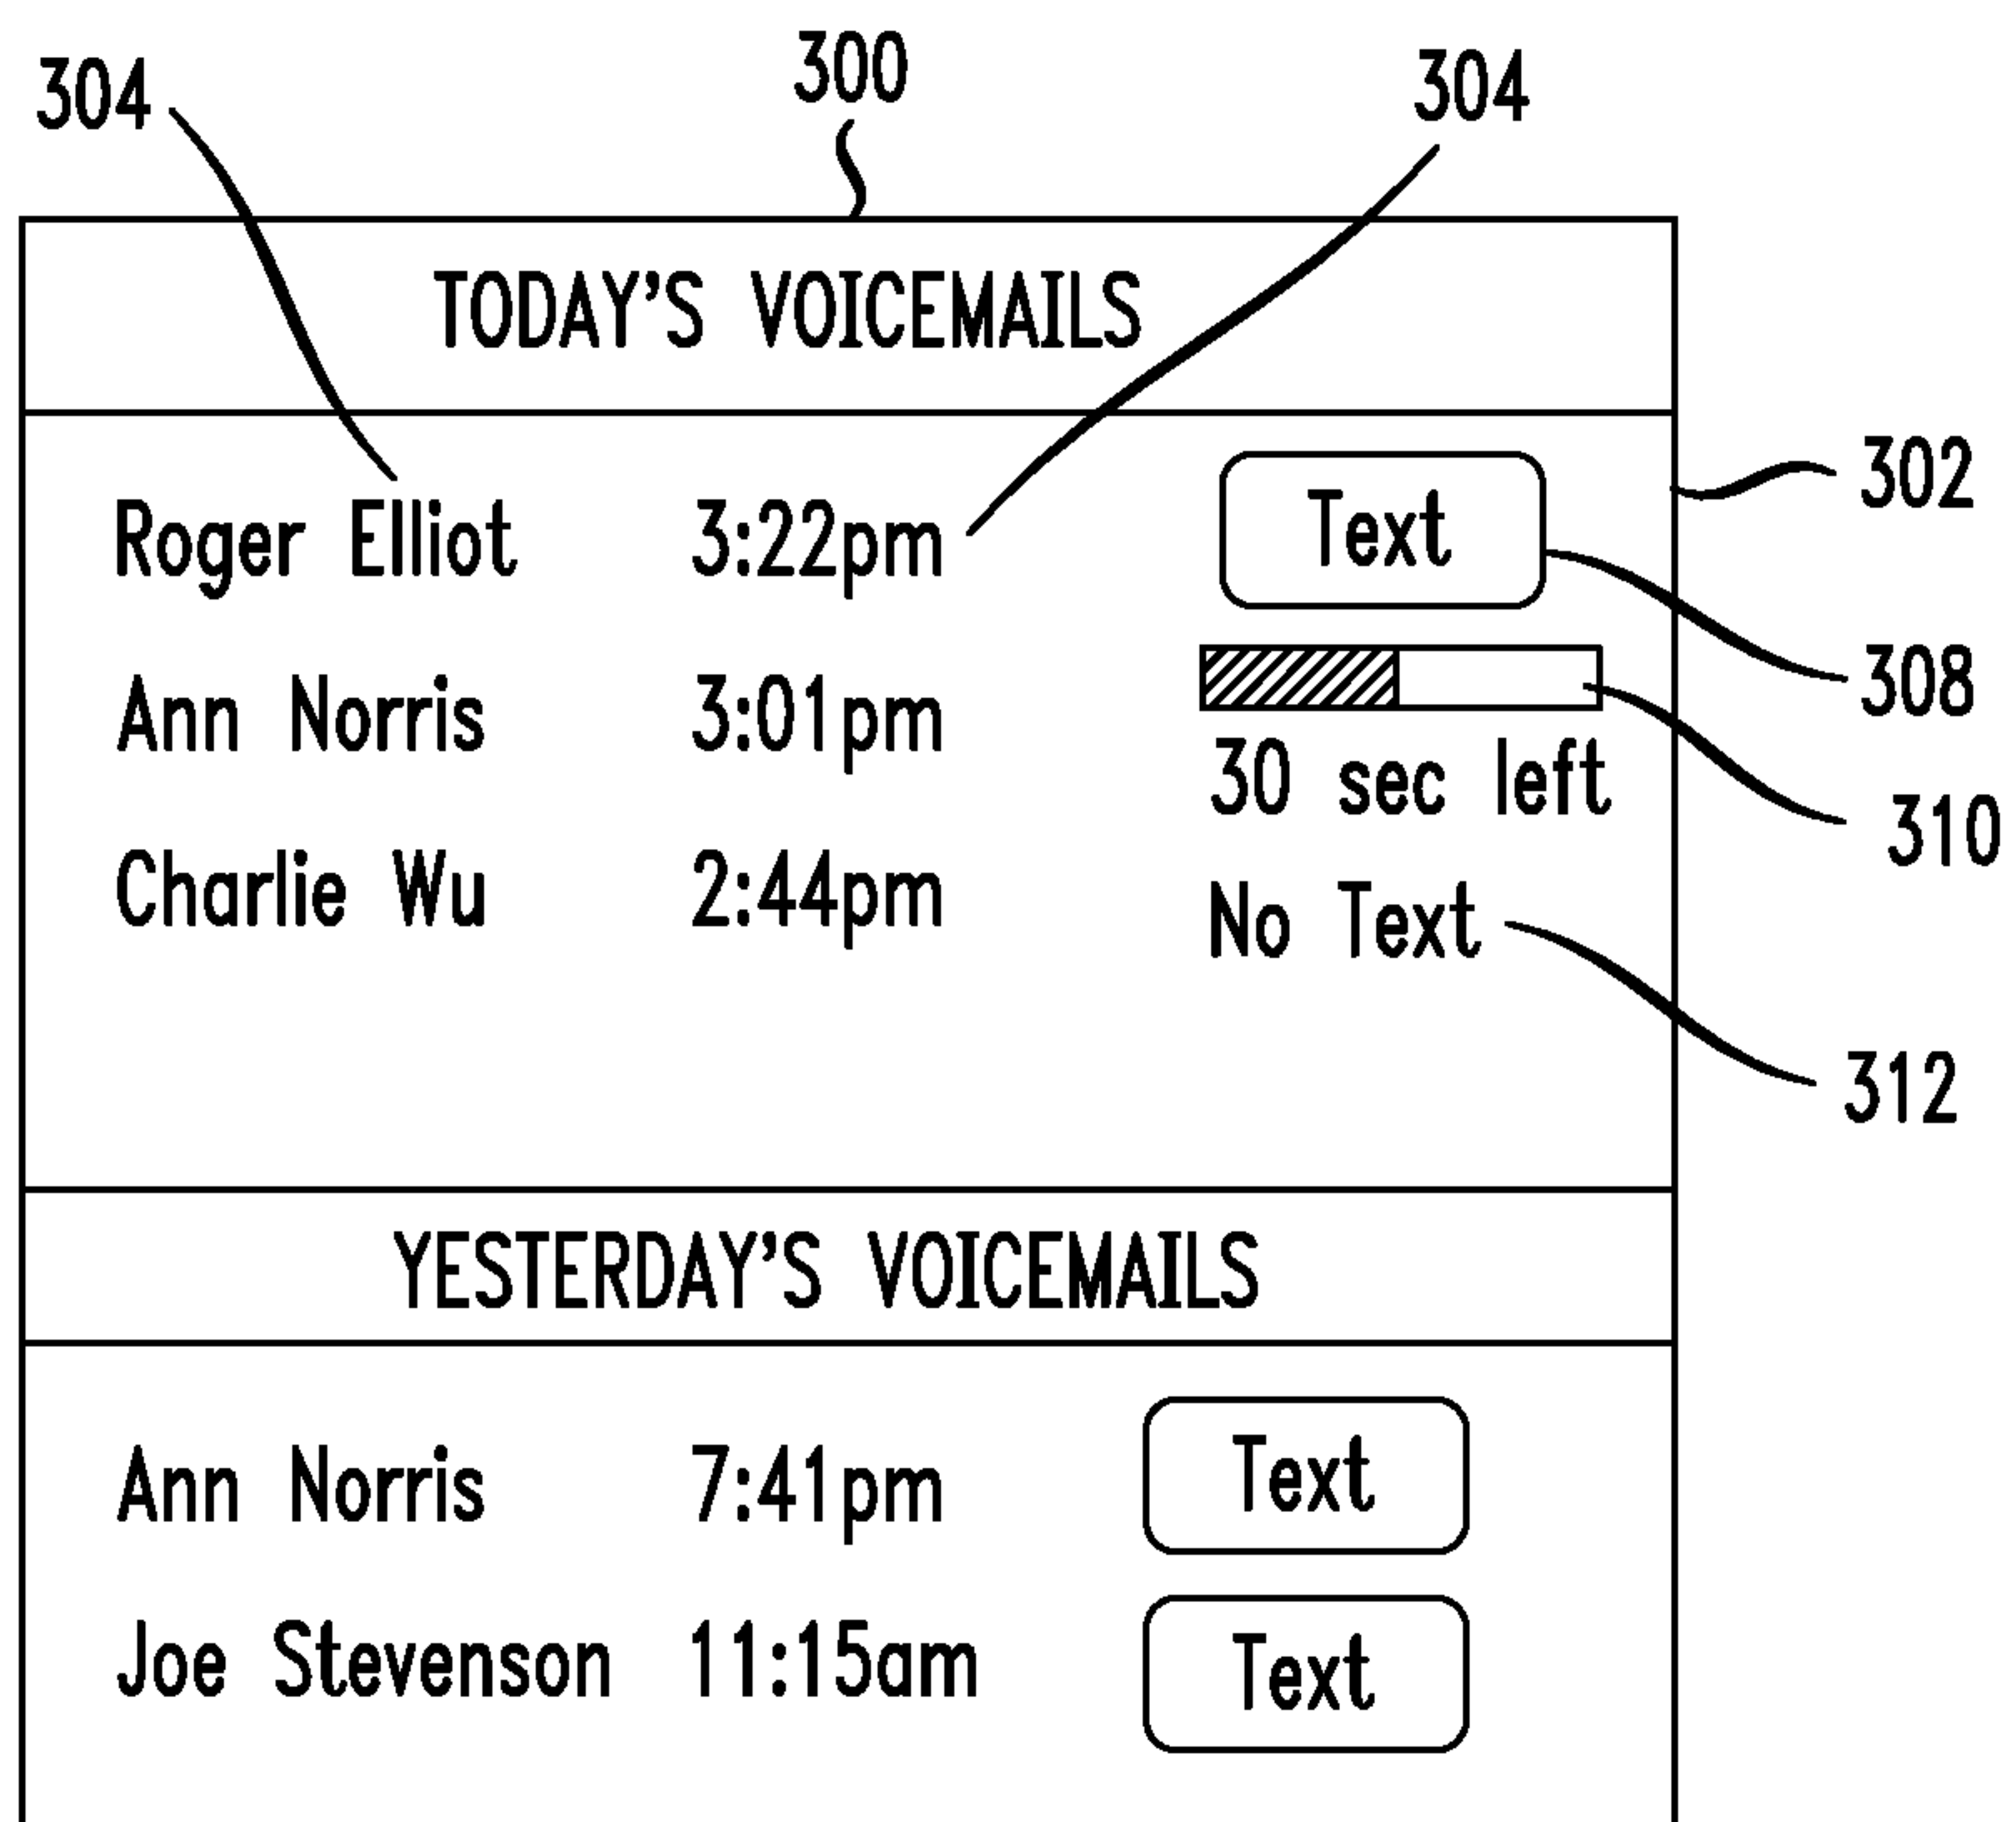 304 300 304
TODAY'S VOICEMAILS
302
Roger Elliot 3:22pm Text
308
Ann Norris 3:01pm
30 sec left
310
Charlie Wu 2:44pm
No Text
312
YESTERDAY'S VOICEMAILS
Ann Norris 7:41pm Text
Joe Stevenson 11:15am Text